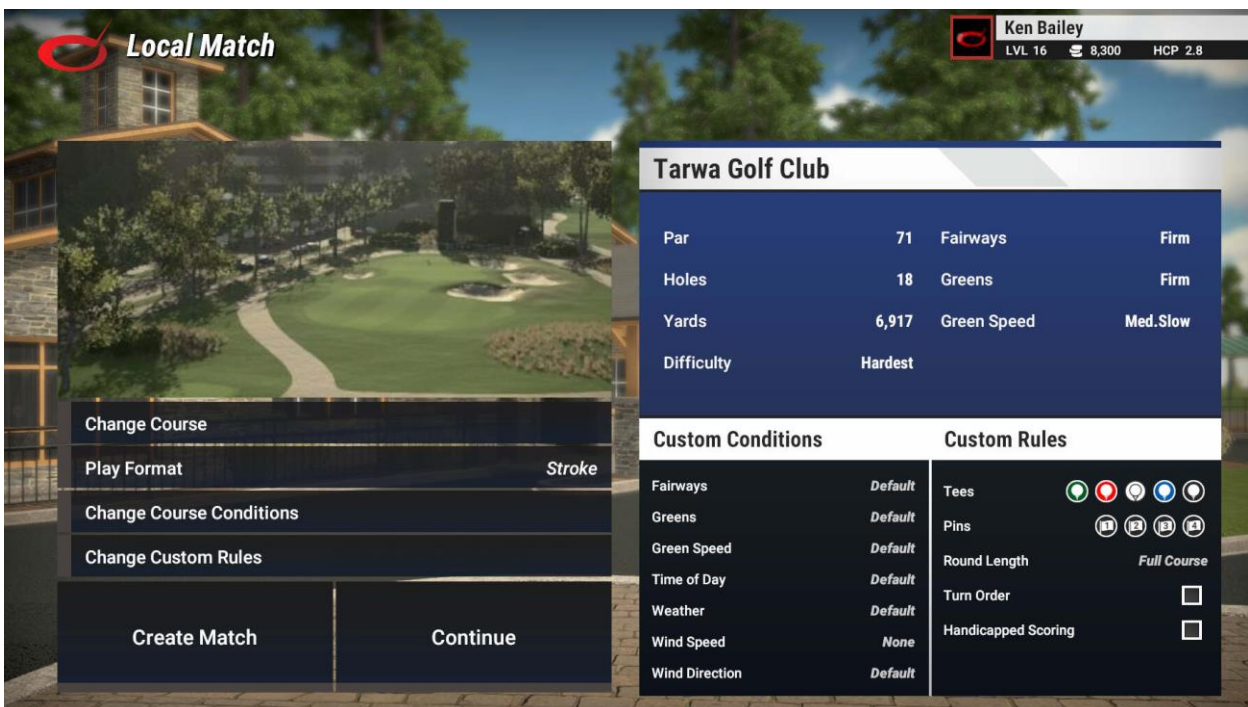 Local Match
Ken Bailey
LVL 16 8,300 HCP 2.8
Tarwa Golf Club
Par 71 Fairways Firm
Holes 18 Greens Firm
Yards 6,917 Green Speed Med.Slow
Difficulty Hardest
Change Course
Play Format Stroke
Change Course Conditions
Change Custom Rules
Create Match Continue
Custom Conditions
Fairways Default
Greens Default
Green Speed Default
Time of Day Default
Weather Default
Wind Speed None
Wind Direction Default
Custom Rules
Tees
Pins 1 2 3 4
Round Length Full Course
Turn Order
Handicapped Scoring